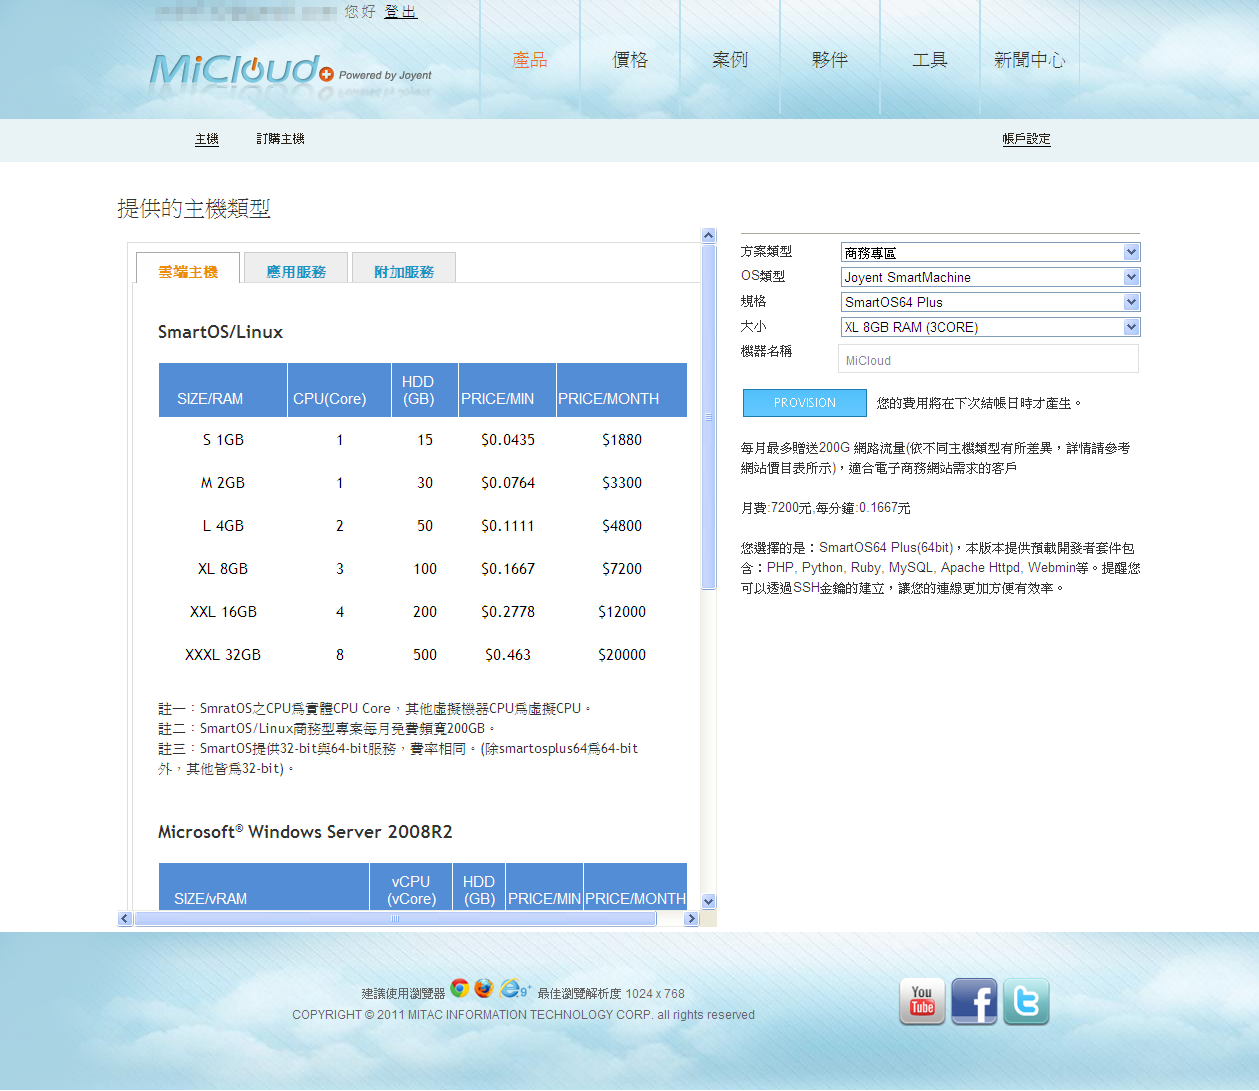 您好 登出
MiCloud Powered by Joyent
產品 價格 案例 夥伴 工具 新聞中心
主機 訂購主機 帳戶設定
提供的主機類型
雲端主機 應用服務 附加服務
SmartOS/Linux
SIZE/RAM CPU(Core) HDD (GB) PRICE/MIN PRICE/MONTH
S 1GB 1 15 $0.0435 $1880
M 2GB 1 30 $0.0764 $3300
L 4GB 2 50 $0.1111 $4800
XL 8GB 3 100 $0.1667 $7200
XXL 16GB 4 200 $0.2778 $12000
XXXL 32GB 8 500 $0.463 $20000
註一：SmratOS之CPU為實體CPU Core，其他虛擬機器CPU為虛擬CPU。
註二：SmartOS/Linux商務型專案每月免費頻寬200GB。
註三：SmartOS提供32-bit與64-bit服務，費率相同。(除smartosplus64為64-bit
外，其他皆為32-bit)。
Microsoft® Windows Server 2008R2
SIZE/vRAM vCPU (vCore) HDD (GB) PRICE/MIN PRICE/MONTH
方案類型 商務專區
OS類型 Joyent SmartMachine
規格 SmartOS64 Plus
大小 XL 8GB RAM (3CORE)
機器名稱 MiCloud
PROVISION 您的費用將在下次結帳日時才產生。
每月最多贈送200G 網路流量(依不同主機類型有所差異，詳情請參考
網站價目表所示)，適合電子商務網站需求的客戶
月費:7200元,每分鐘:0.1667元
您選擇的是：SmartOS64 Plus(64bit)，本版本提供預載開發者套件包
含：PHP, Python, Ruby, MySQL, Apache Httpd, Webmin等。提醒您
可以透過SSH金鑰的建立，讓您的連線更加方便有效率。
建議使用瀏覽器 9+ 最佳瀏覽解析度 1024 x 768
COPYRIGHT © 2011 MITAC INFORMATION TECHNOLOGY CORP. all rights reserved
You Tube